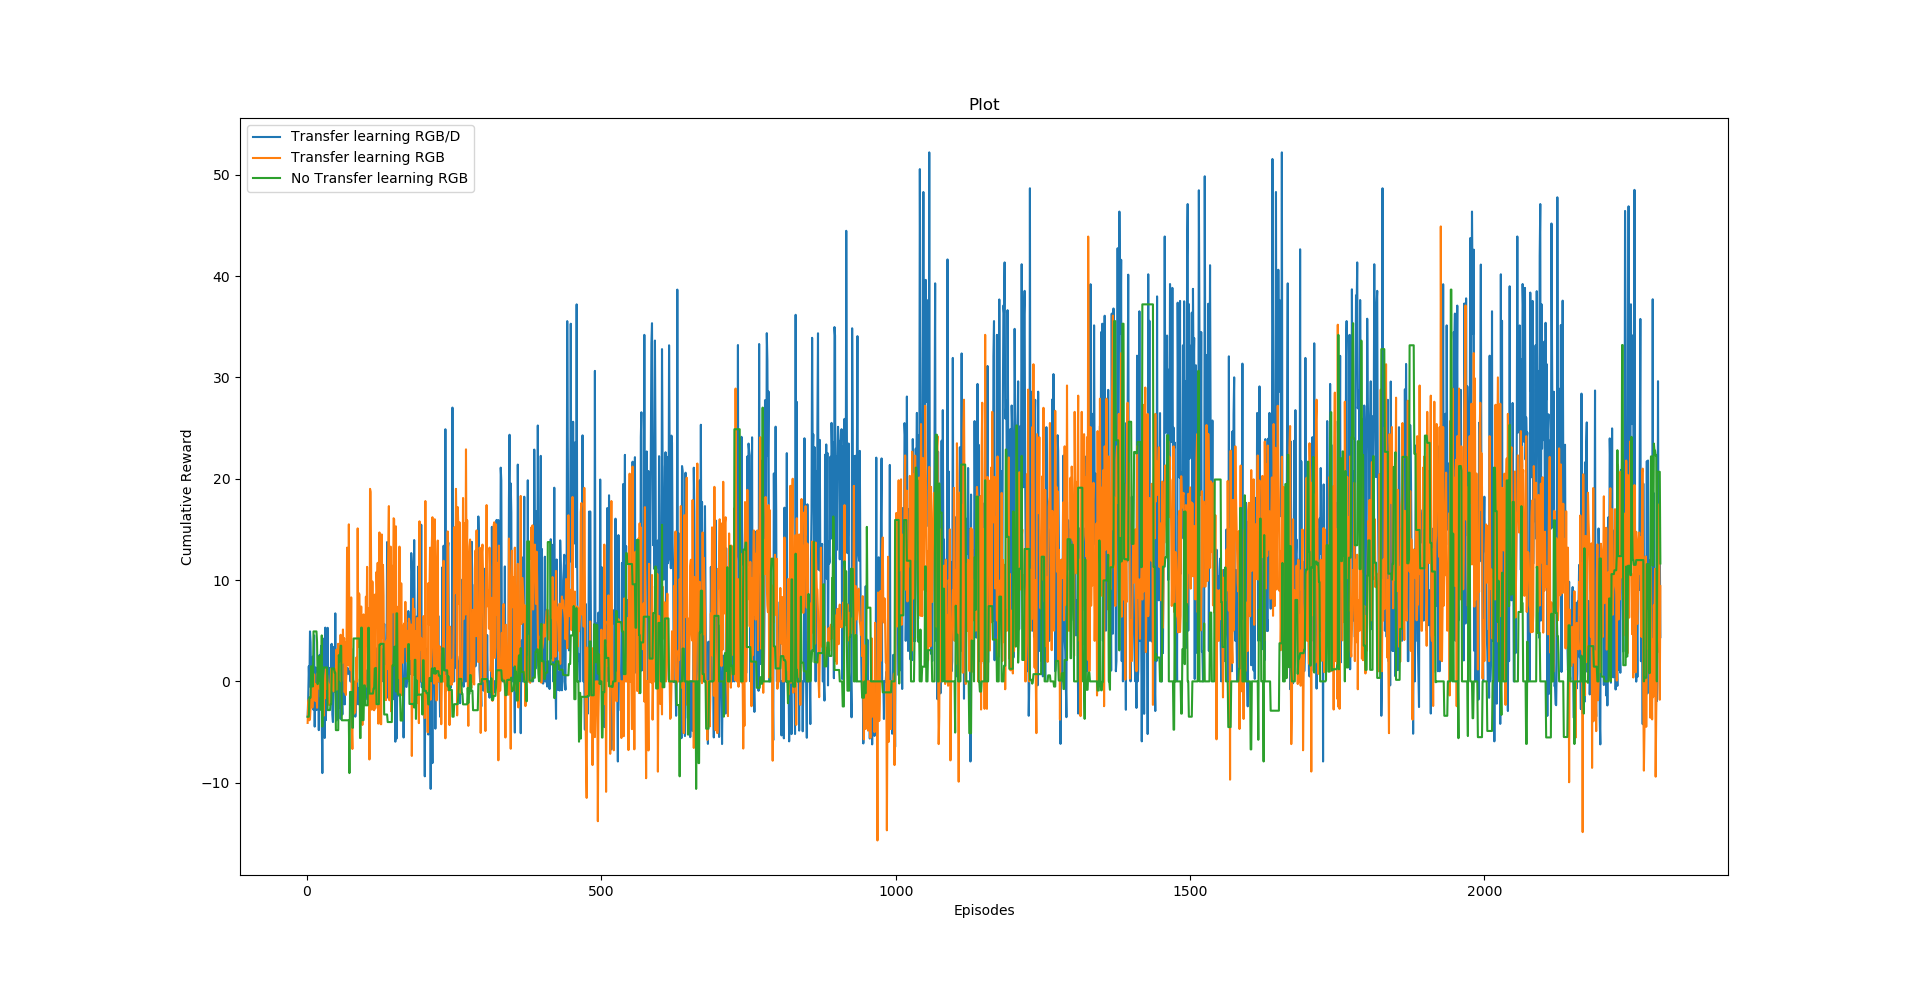 Plot
Transfer learning RGB/D
Transfer learning RGB
No Transfer learning RGB
Cumulative Reward
50
40
30
20
10
0
−10
0 500 1000 1500 2000
Episodes